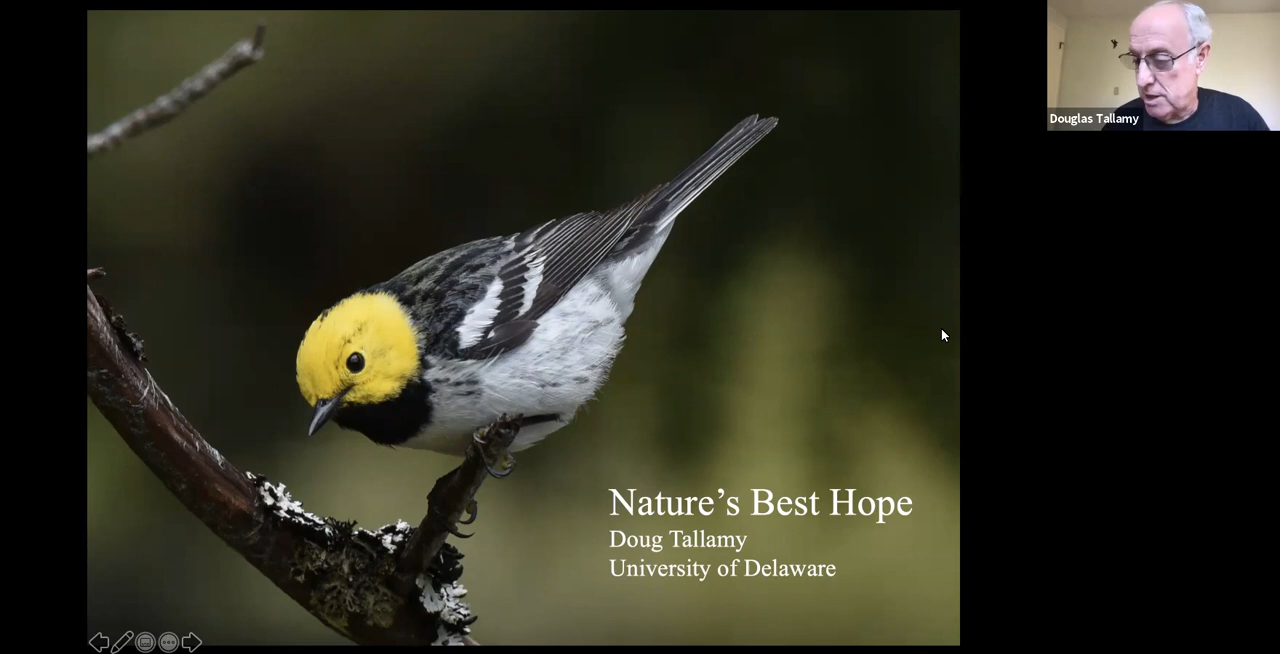 Douglas Tallamy
Nature’s Best Hope
Doug Tallamy
University of Delaware